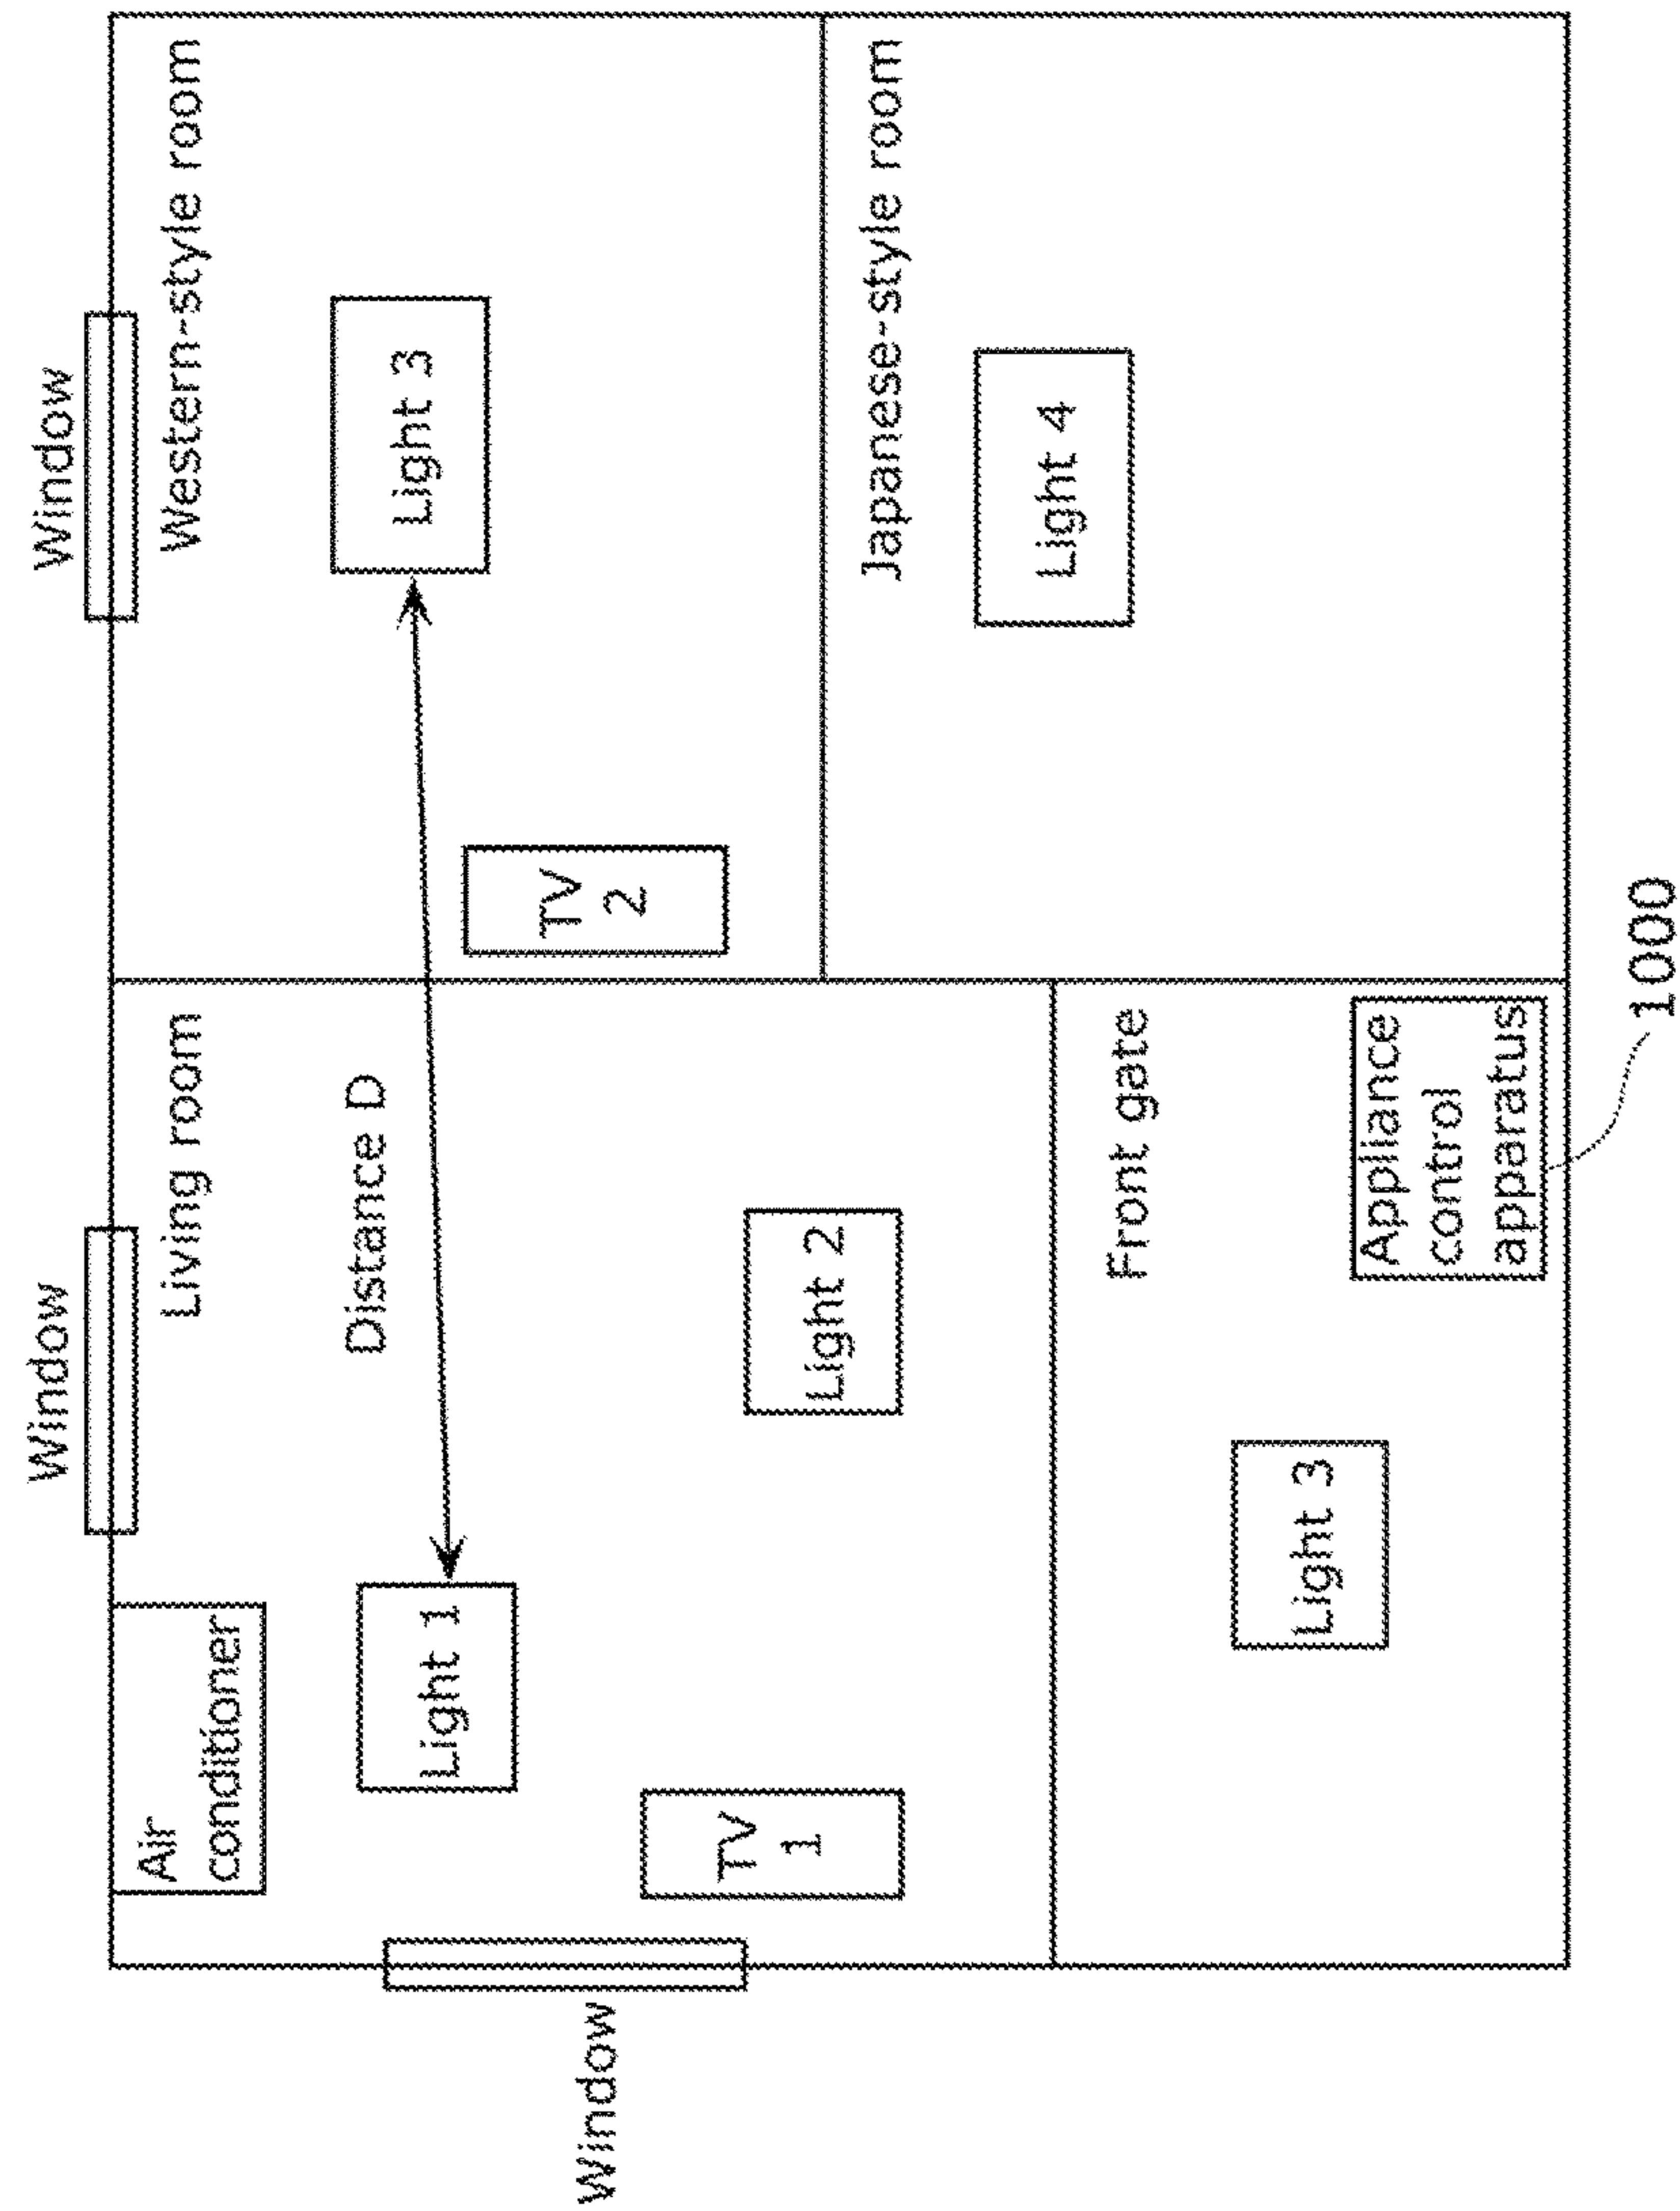 Window
Window
Air
conditioner
Living room
Western-style room
Distance D
Light 1
Light 3
Window
TV
1
TV
2
Light 2
Japanese-style room
Light 4
Front gate
Light 3
Appliance
control
apparatus
1000